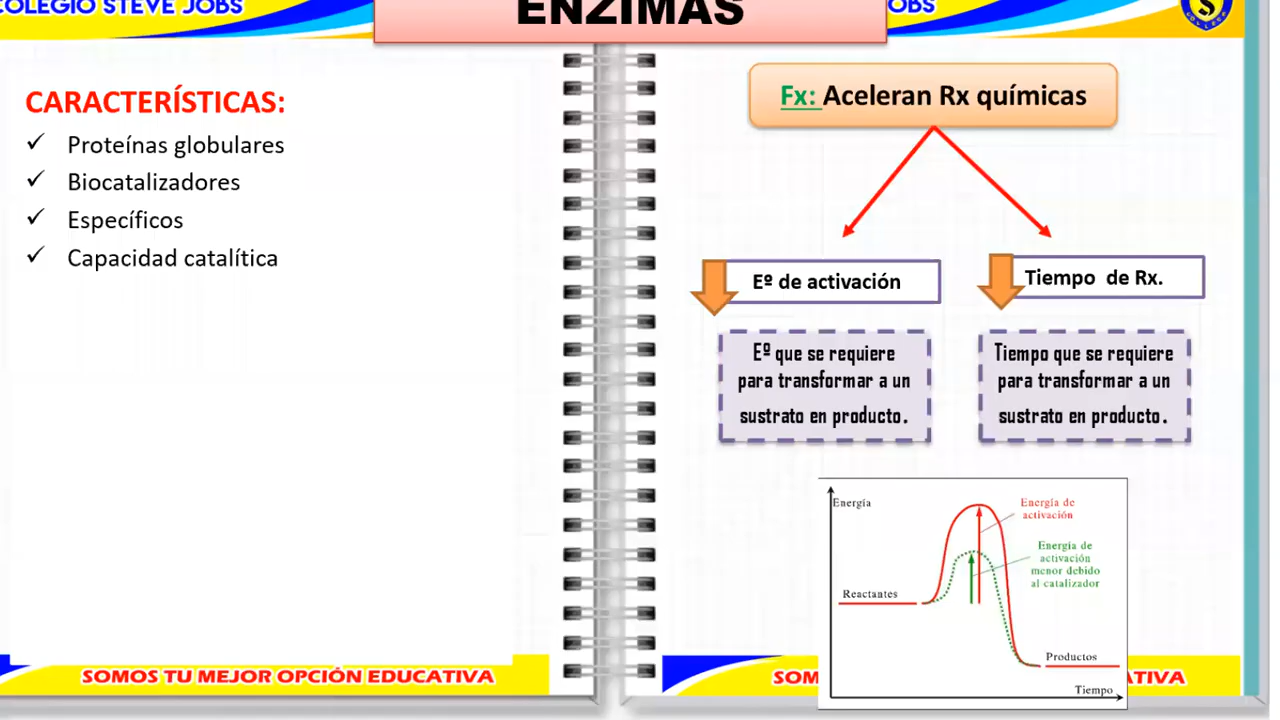 COLEGIO STEVE JOBS
ENZIMAS
OBS
CARACTERÍSTICAS:
✓ Proteínas globulares
✓ Biocatalizadores
✓ Específicos
✓ Capacidad catalítica
SOMOS TU MEJOR OPCIÓN EDUCATIVA
Fx: Aceleran Rx químicas
Eº de activación
Eº que se requiere
para transformar a un
sustrato en producto.
Tiempo de Rx.
Tiempo que se requiere
para transformar a un
sustrato en producto.
Energía
Energía de
activación
Energía de
activación
menor debido
al catalizador
Reactantes
Productos
Tiempo
SOM
ATIVA